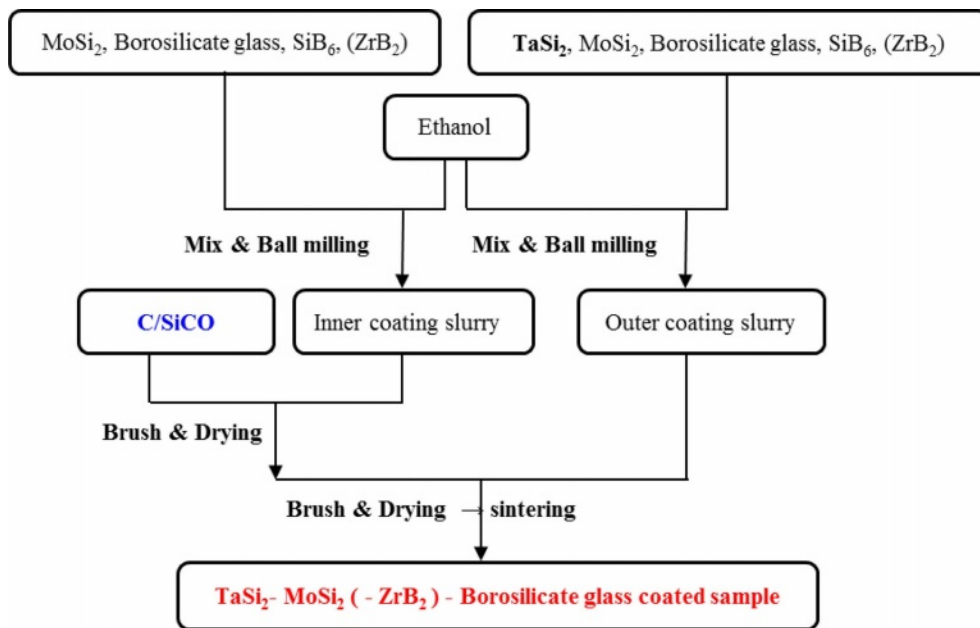 MoSi₂, Borosilicate glass, SiB₆, (ZrB₂)
TaSi₂, MoSi₂, Borosilicate glass, SiB₆, (ZrB₂)
Ethanol
Mix & Ball milling
Mix & Ball milling
C/SiCO
Inner coating slurry
Outer coating slurry
Brush & Drying
Brush & Drying → sintering
TaSi₂- MoSi₂ ( - ZrB₂ ) - Borosilicate glass coated sample